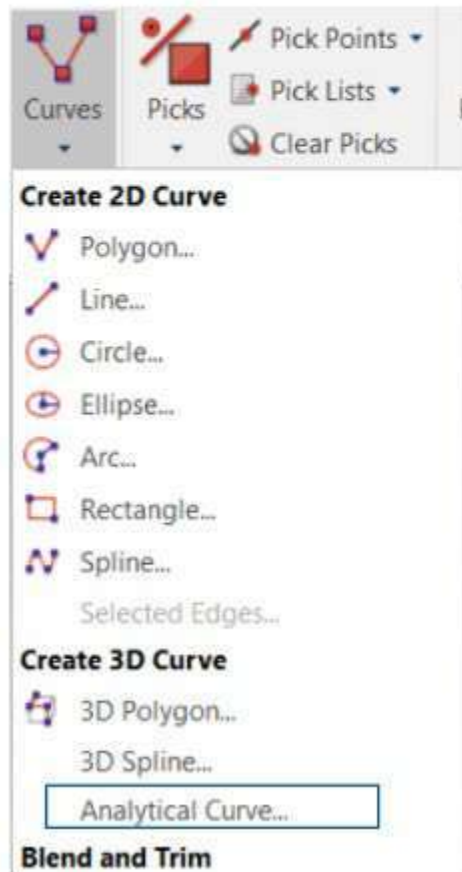 Curves
Picks
Pick Points
Pick Lists
Clear Picks
Create 2D Curve
Polygon...
Line...
Circle...
Ellipse...
Arc...
Rectangle...
Spline...
Selected Edges...
Create 3D Curve
3D Polygon...
3D Spline...
Analytical Curve...
Blend and Trim